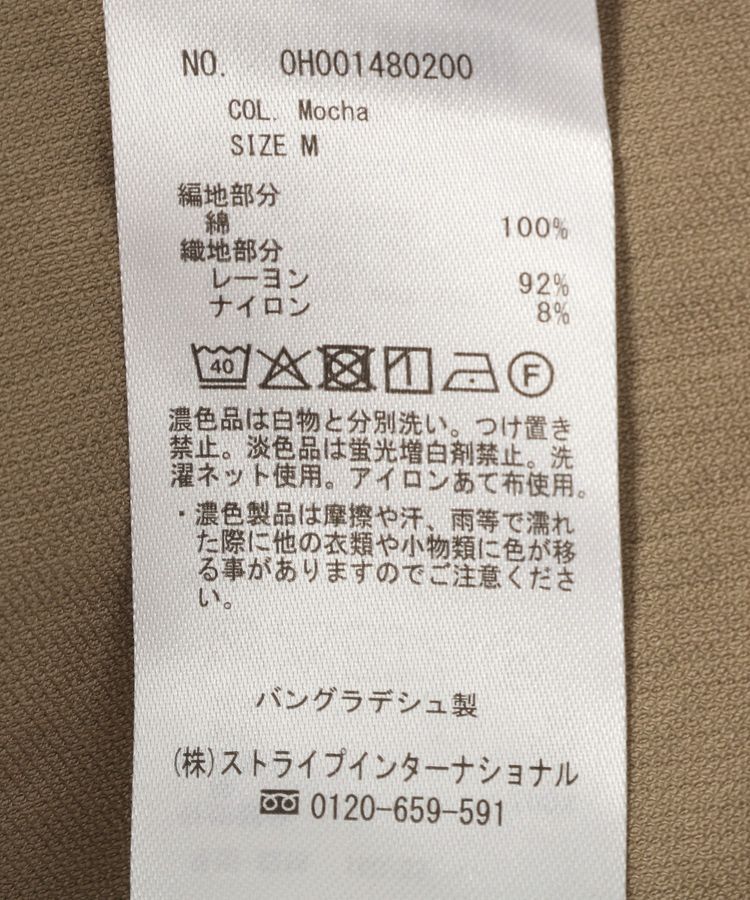 NO. 0H001480200
COL. Mocha
SIZE M
編地部分
綿 100%
織地部分
レーヨン 92%
ナイロン 8%
40 F
濃色品は白物と分別洗い。つけ置き
禁止。淡色品は蛍光増白剤禁止。洗
濯ネット使用。アイロンあて布使用。
・濃色製品は摩擦や汗、雨等で濡れ
た際に他の衣類や小物類に色が移
る事がありますのでご注意くださ
い。
バングラデシュ製
(株)ストライプインターナショナル
0120-659-591